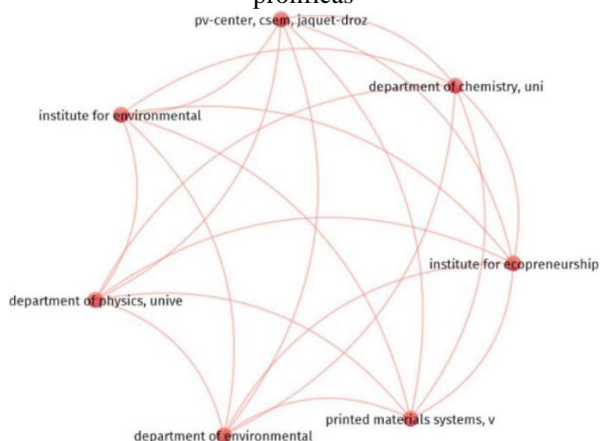 prolíficas
pv-center, csem, jaquet-droz
department of chemistry, uni
institute for environmental
institute for ecopreneurship
department of physics, unive
printed materials systems, v
department of environmental